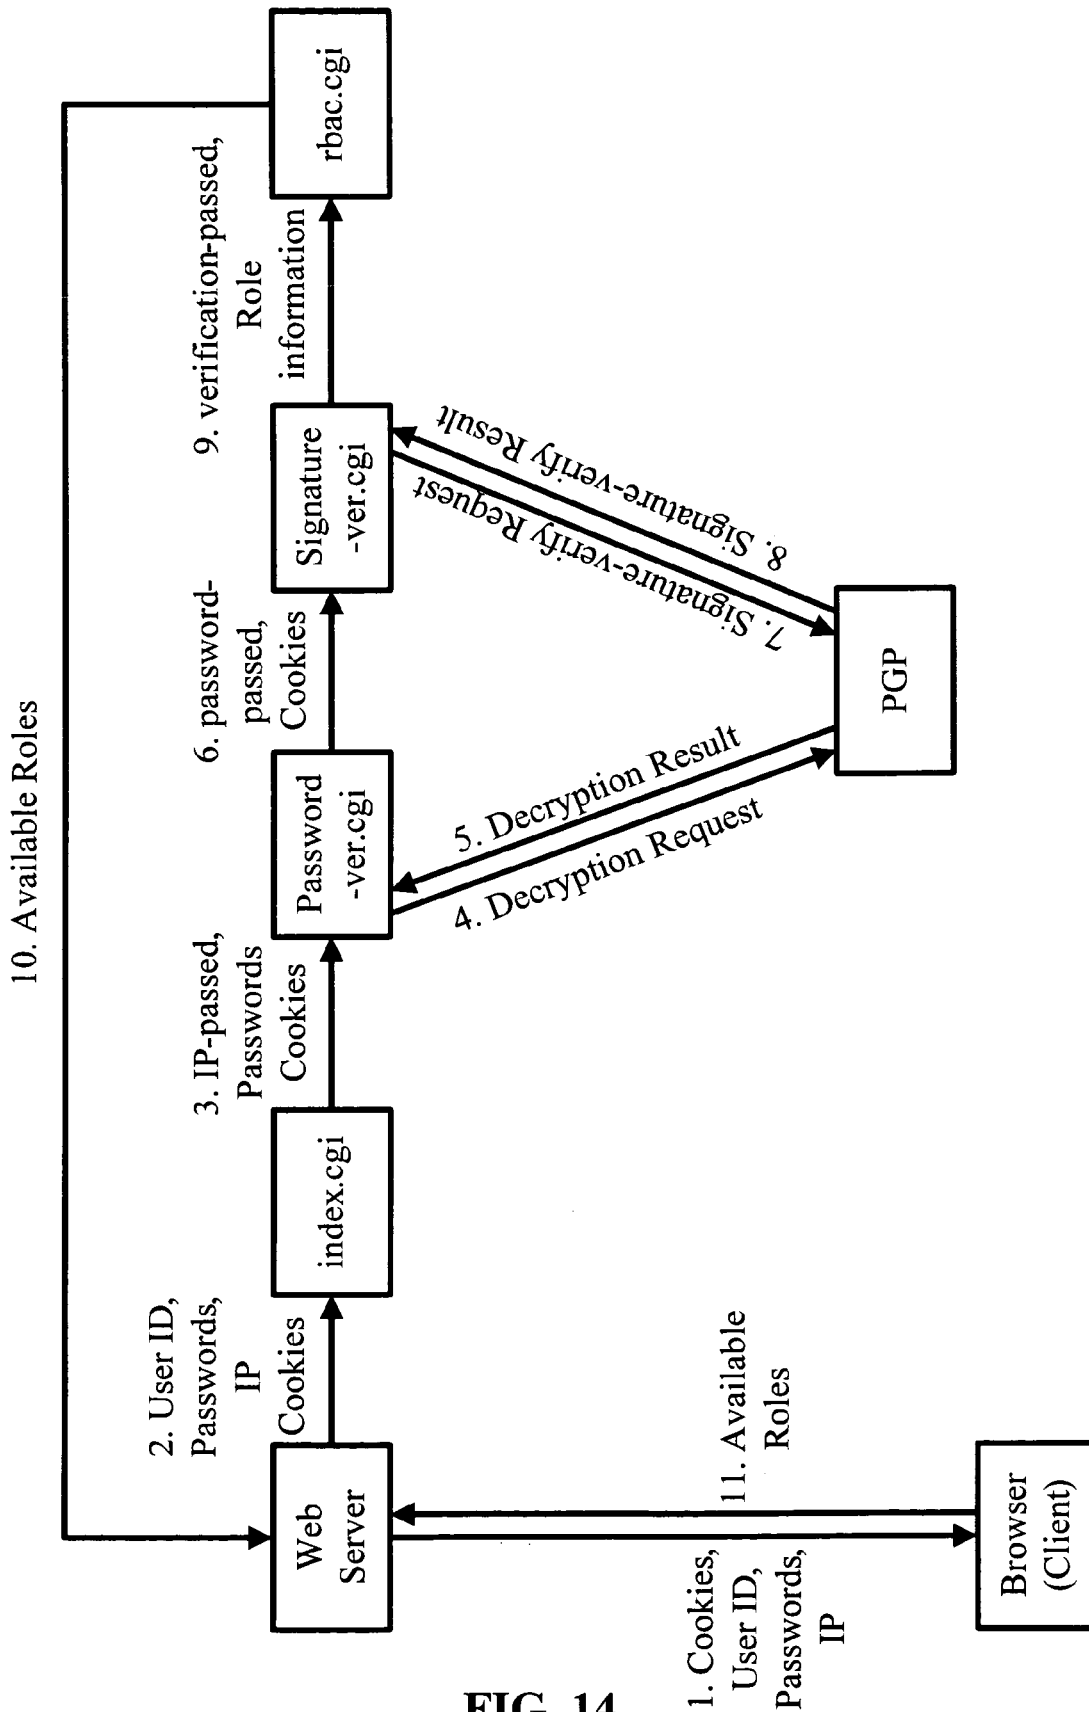 10. Available Roles
2. User ID,
Passwords,
IP
Cookies
3. IP-passed,
Passwords
Cookies
6. password-
passed,
Cookies
9. verification-passed,
Role
information
Web
Server
index.cgi
Password
-ver.cgi
Signature
-ver.cgi
rbac.cgi
5. Decryption Result
4. Decryption Request
7. Signature-verify Request
8. Signature-verify Result
PGP
1. Cookies,
User ID,
Passwords,
IP
11. Available
Roles
Browser
(Client)
FIG. 14